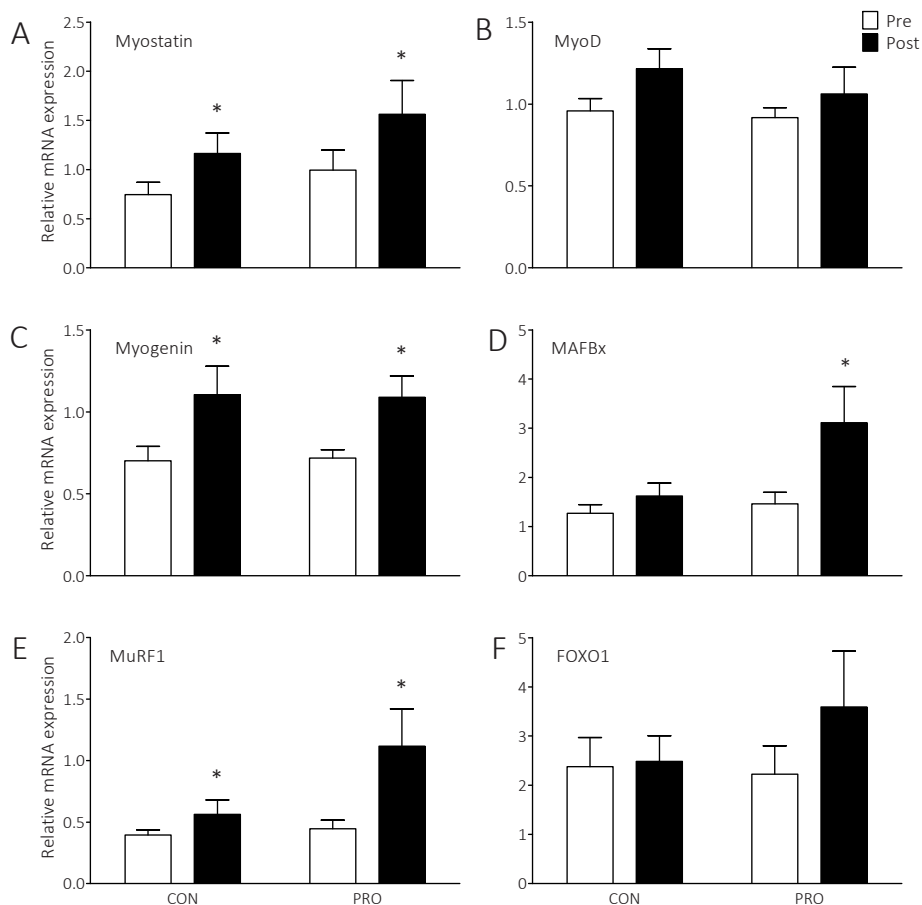 A
Myostatin
Relative mRNA expression
2.5
2.0
1.5
1.0
0.5
0.0
*
*
B
MyoD
Pre
Post
1.5
1.0
0.5
0.0
C
Myogenin
Relative mRNA expression
1.5
1.0
0.5
0.0
*
*
D
MAFBx
5
4
3
2
1
0
*
E
MuRF1
Relative mRNA expression
2.0
1.5
1.0
0.5
0.0
*
*
CON
PRO
F
FOXO1
5
4
3
2
1
0
CON
PRO